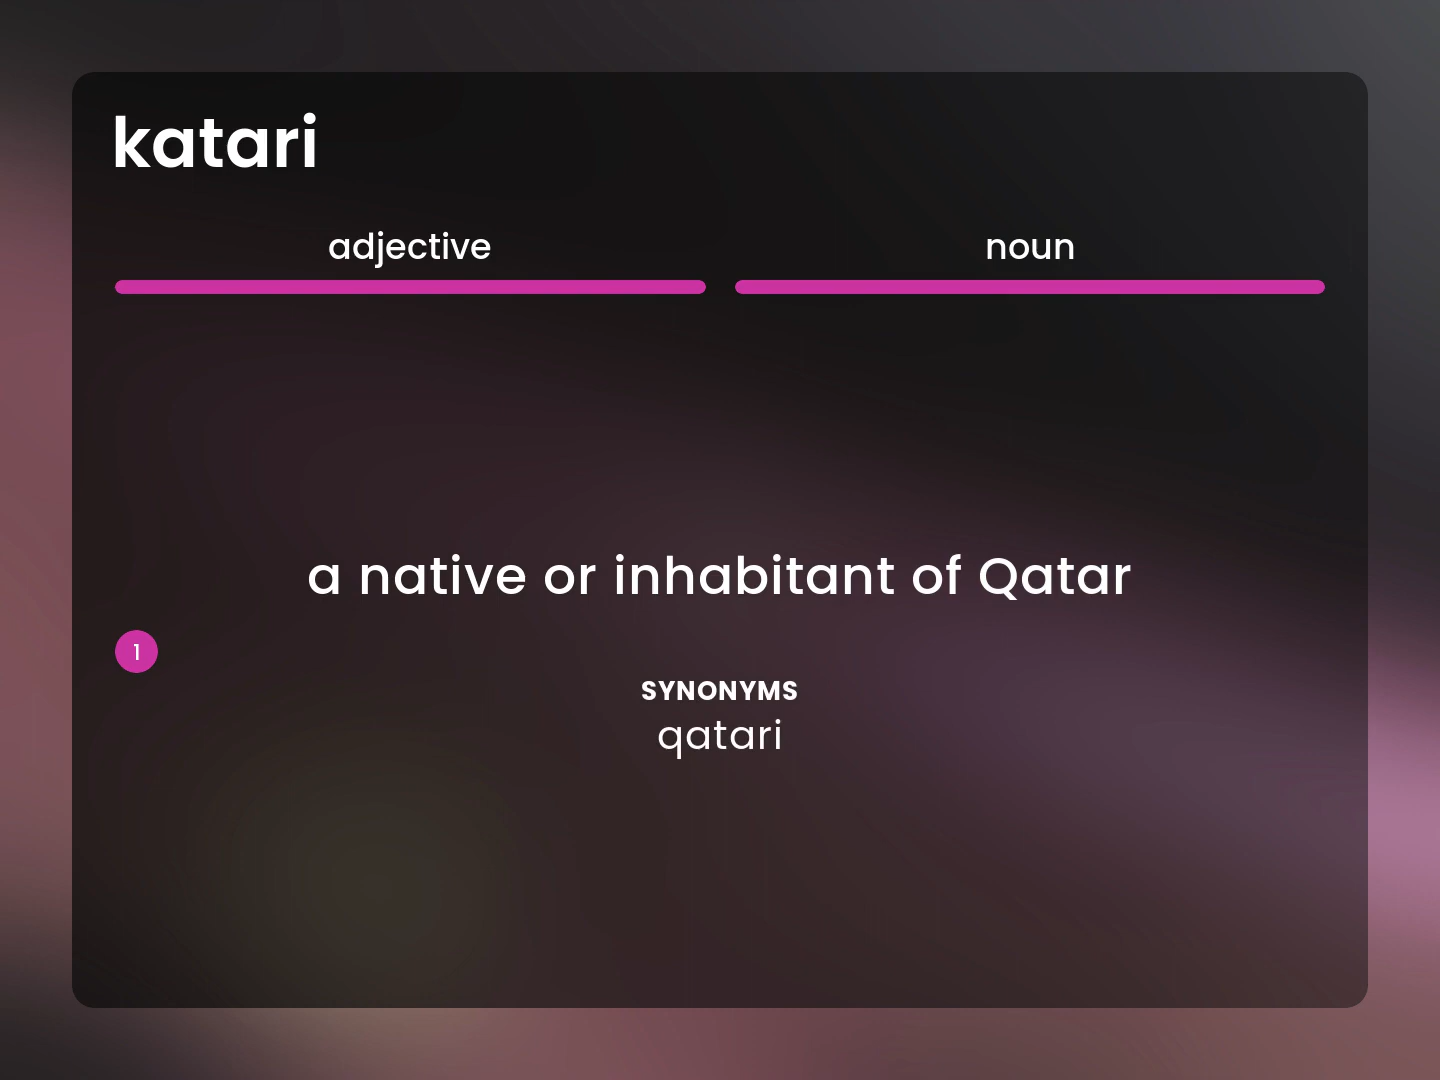 katari
adjective
noun
a native or inhabitant of Qatar
1
SYNONYMS
qatari